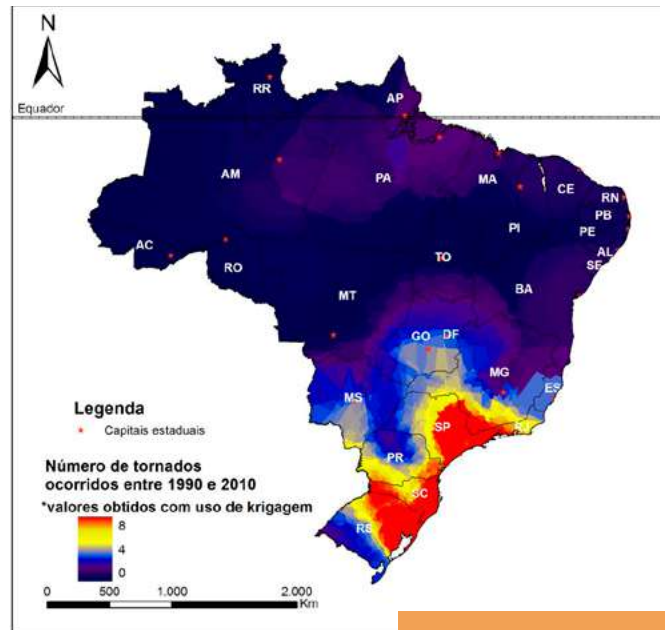 N
Equador
RR
AP
AM
PA
MA
CE
RN
PB
PE
AL
SE
PI
AC
RO
TO
BA
MT
GO
DF
MG
ES
MS
SP
RJ
PR
SC
RS
Legenda
Capitais estaduais
Número de tornados
ocorridos entre 1990 e 2010
*valores obtidos com uso de krigagem
8
4
0
0 500 1.000 2.000
Km